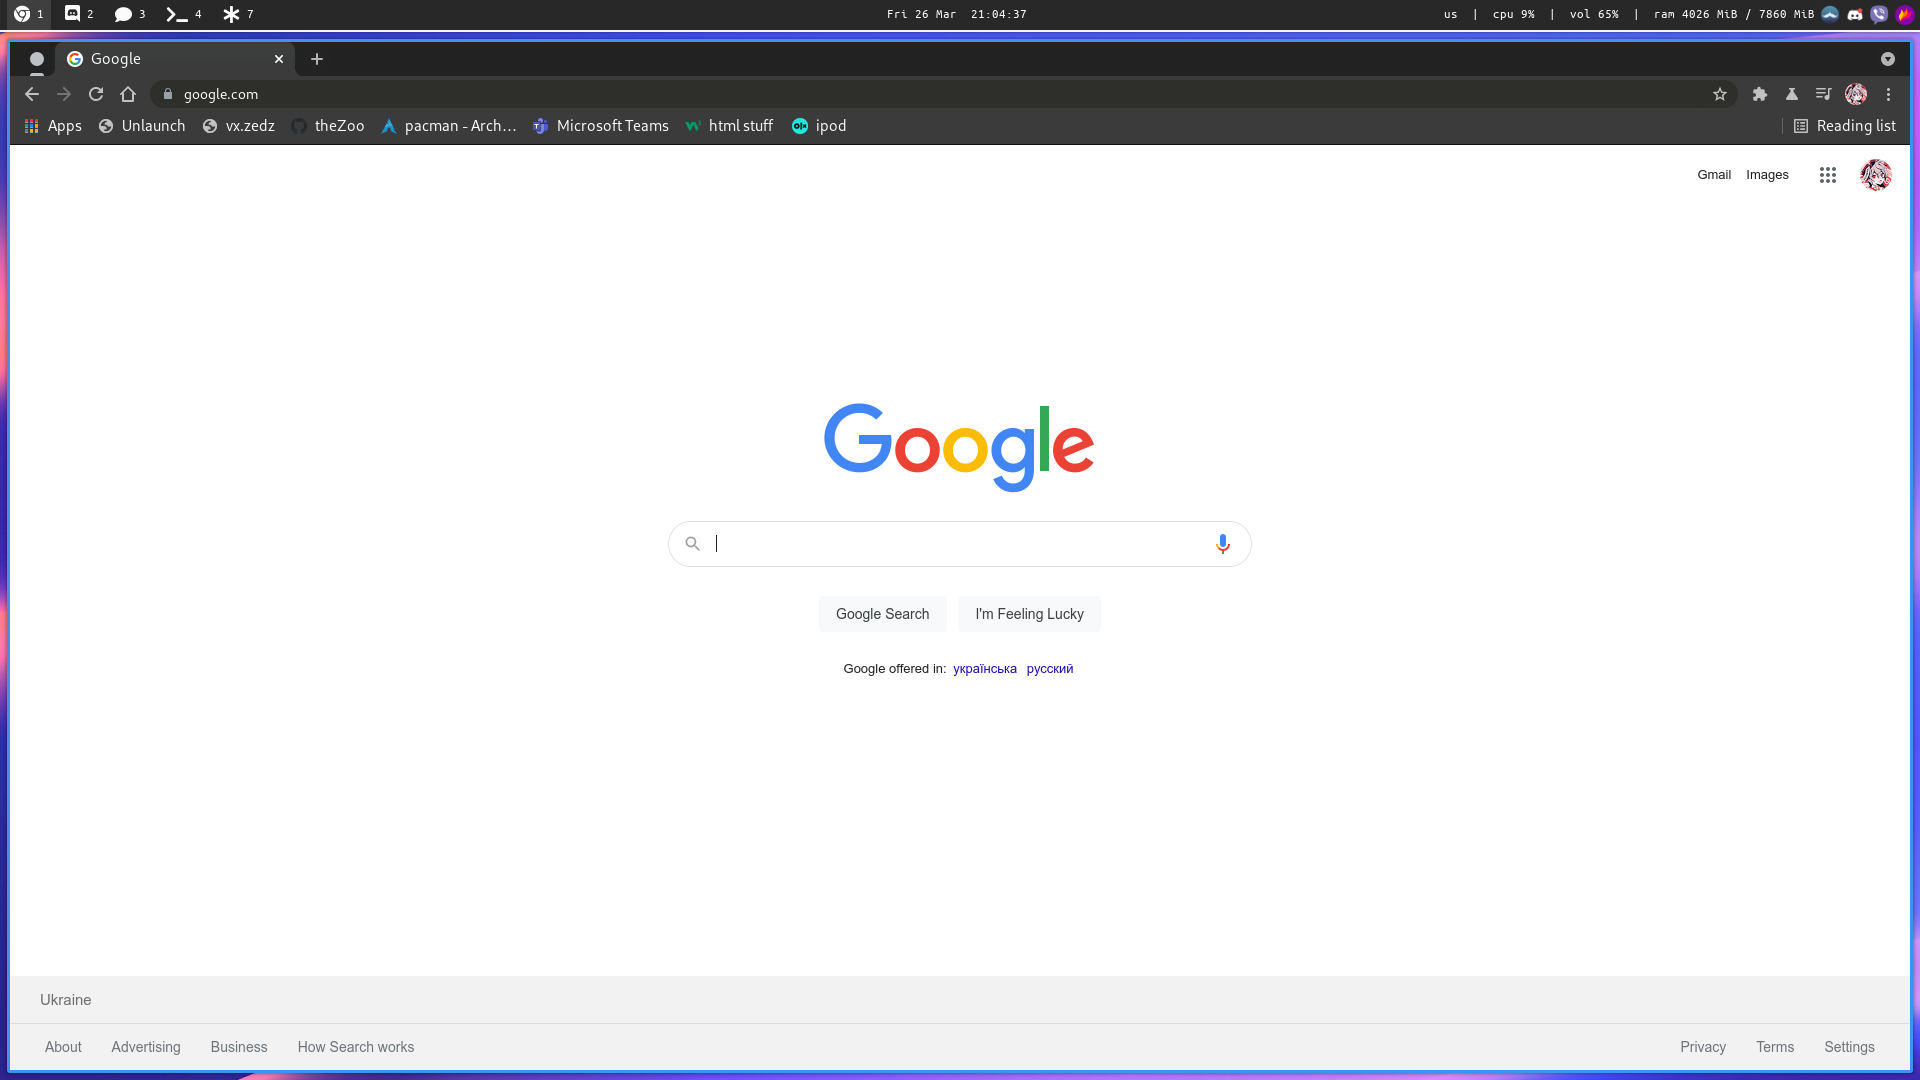 1 2 3 4 7 Fri 26 Mar 21:04:37 us | cpu 9% | vol 65% | ram 4026 MiB / 7860 MiB
Google
google.com
Apps Unlaunch vx.zedz theZoo pacman - Arch… Microsoft Teams html stuff ipod Reading list
Gmail Images
Google
Google Search I'm Feeling Lucky
Google offered in: українська русский
Ukraine
About Advertising Business How Search works Privacy Terms Settings